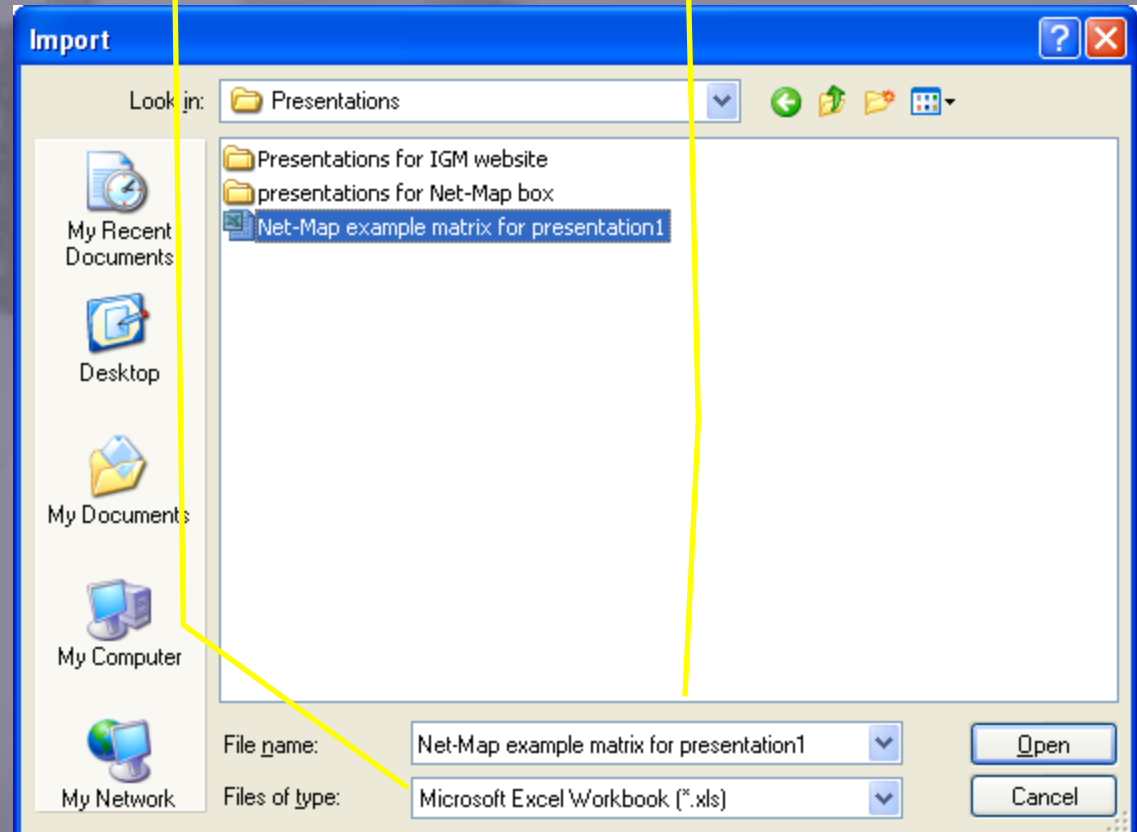 Import
Look in:
Presentations
Presentations for IGM website
presentations for Net-Map box
Net-Map example matrix for presentation1
My Recent
Documents
Desktop
My Documents
My Computer
My Network
File name:
Net-Map example matrix for presentation1
Open
Files of type:
Microsoft Excel Workbook (*.xls)
Cancel